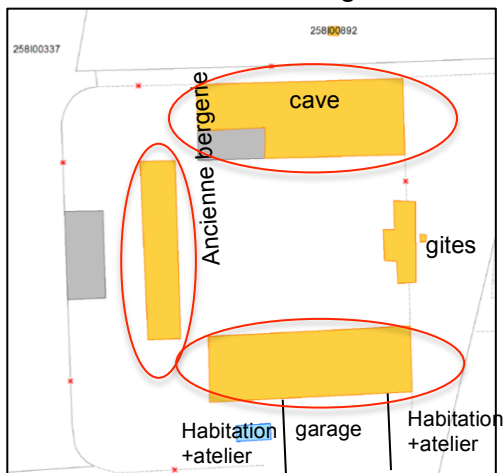 258I00892
258I00337
cave
Ancienne bergerie
gites
Habitation
+atelier
garage
Habitation
+atelier